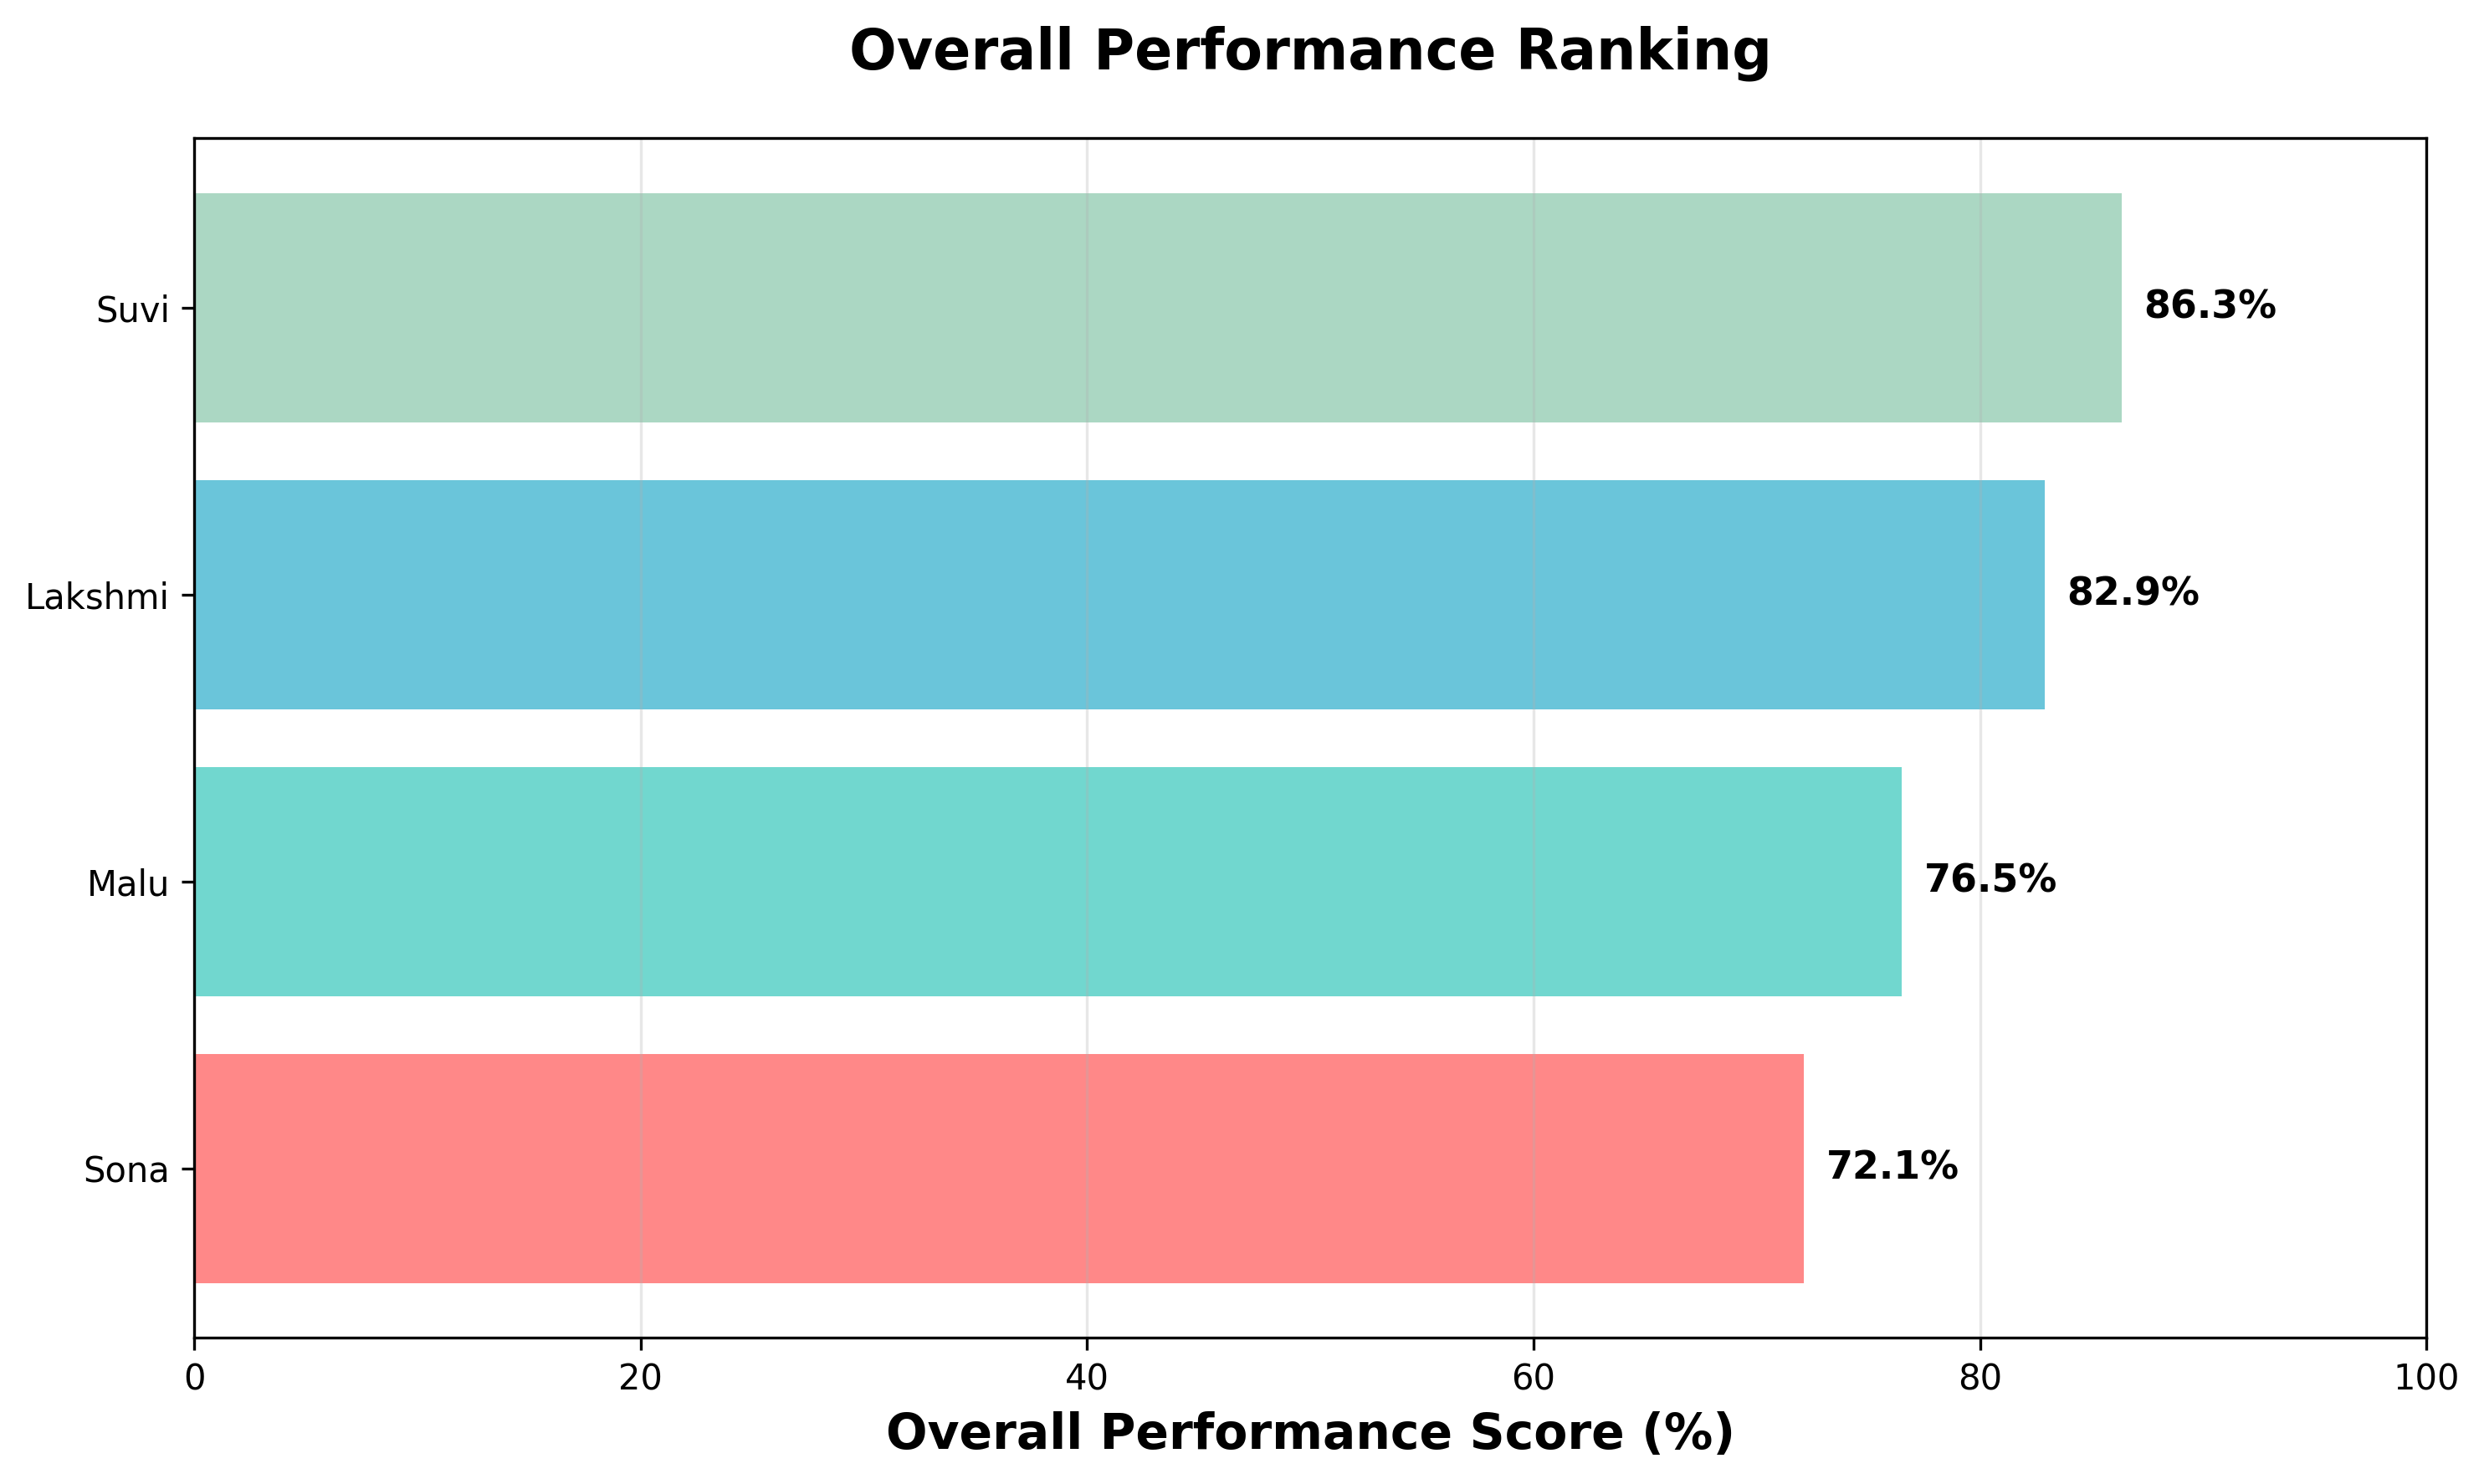 Overall Performance Ranking
Suvi
86.3%
Lakshmi
82.9%
Malu
76.5%
Sona
72.1%
0 20 40 60 80 100
Overall Performance Score (%)